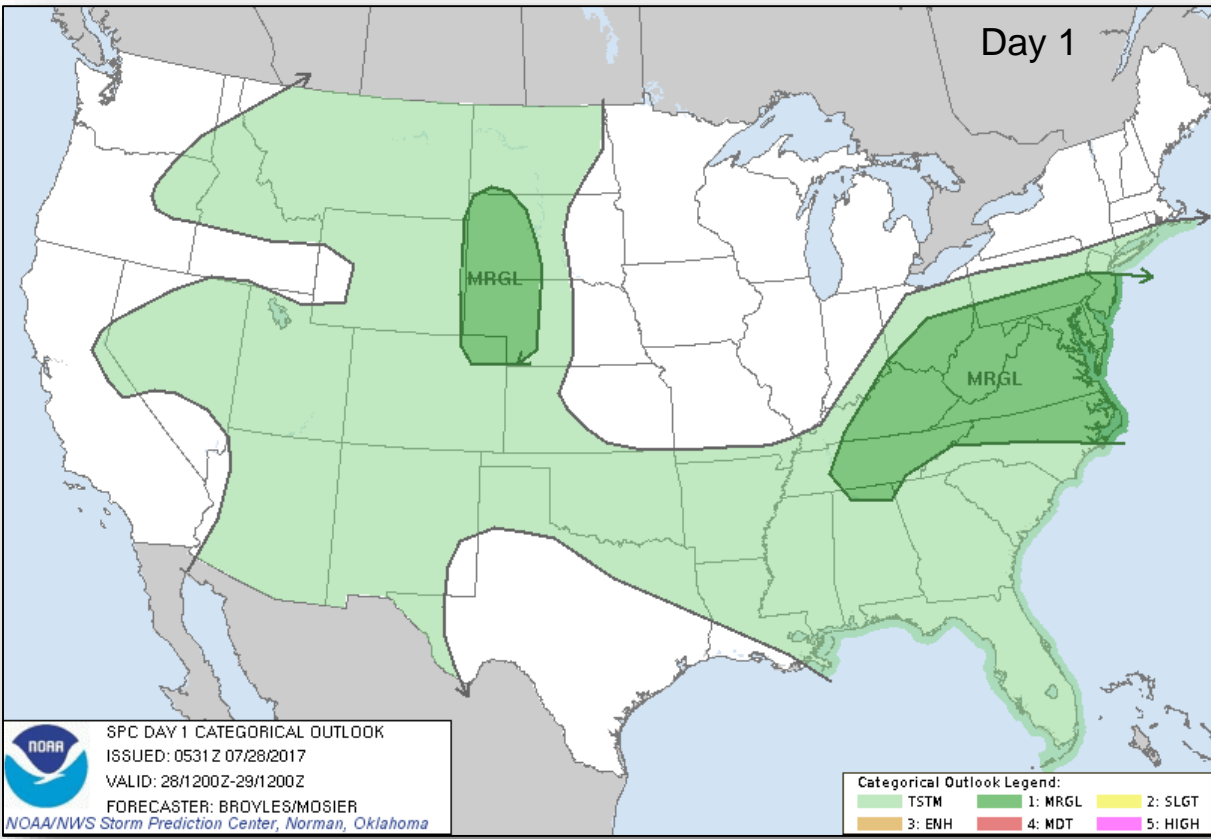 Day 1
MRGL
MRGL
NOAA
SPC DAY 1 CATEGORICAL OUTLOOK
ISSUED: 0531Z 07/28/2017
VALID: 28/1200Z-29/1200Z
FORECASTER: BROYLES/MOSIER
NOAA/NWS Storm Prediction Center, Norman, Oklahoma
Categorical Outlook Legend:
TSTM 1: MRGL 2: SLGT
3: ENH 4: MDT 5: HIGH